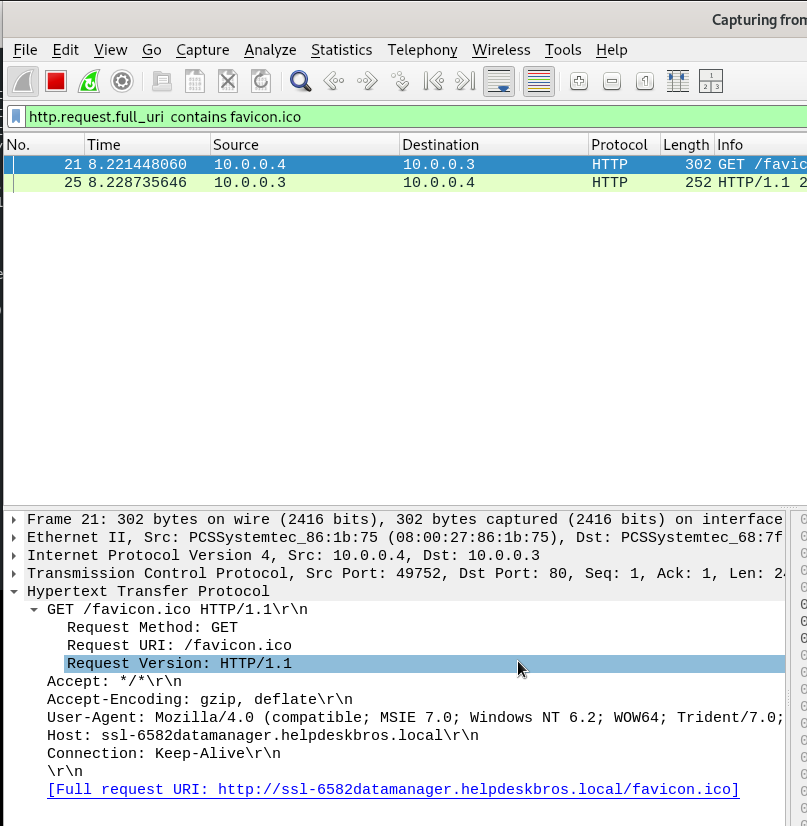 Capturing from
File Edit View Go Capture Analyze Statistics Telephony Wireless Tools Help
http.request.full_uri contains favicon.ico
No. Time Source Destination Protocol Length Info
21 8.221448060 10.0.0.4 10.0.0.3 HTTP 302 GET /favic
25 8.228735646 10.0.0.3 10.0.0.4 HTTP 252 HTTP/1.1 2
Frame 21: 302 bytes on wire (2416 bits), 302 bytes captured (2416 bits) on interface
Ethernet II, Src: PCSSystemtec_86:1b:75 (08:00:27:86:1b:75), Dst: PCSSystemtec_68:7f
Internet Protocol Version 4, Src: 10.0.0.4, Dst: 10.0.0.3
Transmission Control Protocol, Src Port: 49752, Dst Port: 80, Seq: 1, Ack: 1, Len: 2
Hypertext Transfer Protocol
GET /favicon.ico HTTP/1.1\r\n
Request Method: GET
Request URI: /favicon.ico
Request Version: HTTP/1.1
Accept: */*\r\n
Accept-Encoding: gzip, deflate\r\n
User-Agent: Mozilla/4.0 (compatible; MSIE 7.0; Windows NT 6.2; WOW64; Trident/7.0;
Host: ssl-6582datamanager.helpdeskbros.local\r\n
Connection: Keep-Alive\r\n
\r\n
[Full request URI: http://ssl-6582datamanager.helpdeskbros.local/favicon.ico]